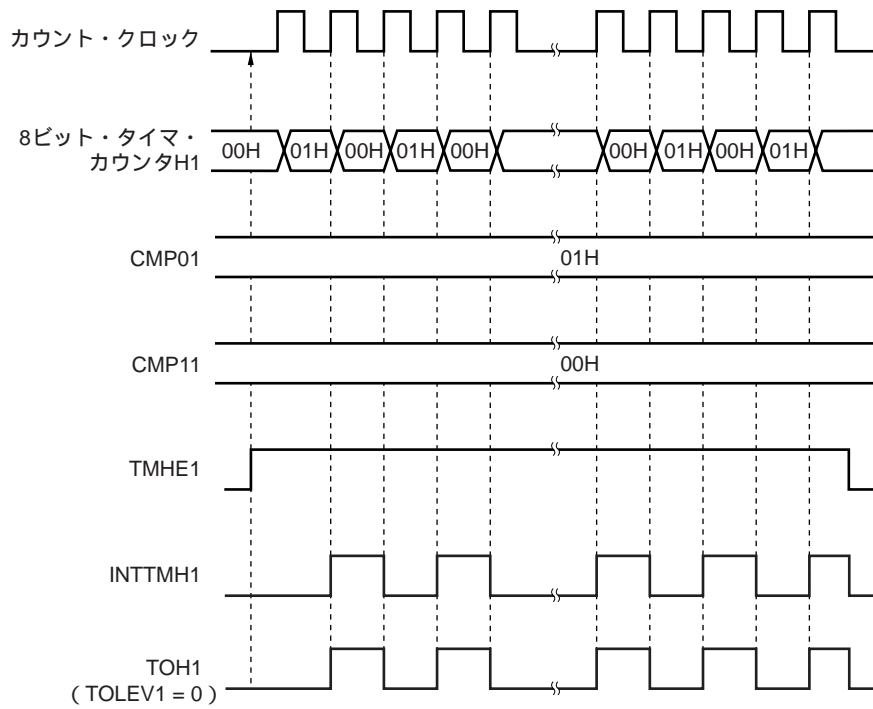 カウント・クロック
8ビット・タイマ・
カウンタH1
00H 01H 00H 01H 00H 00H 01H 00H 01H
CMP01
01H
CMP11
00H
TMHE1
INTTMH1
TOH1
（TOLEV1 = 0）